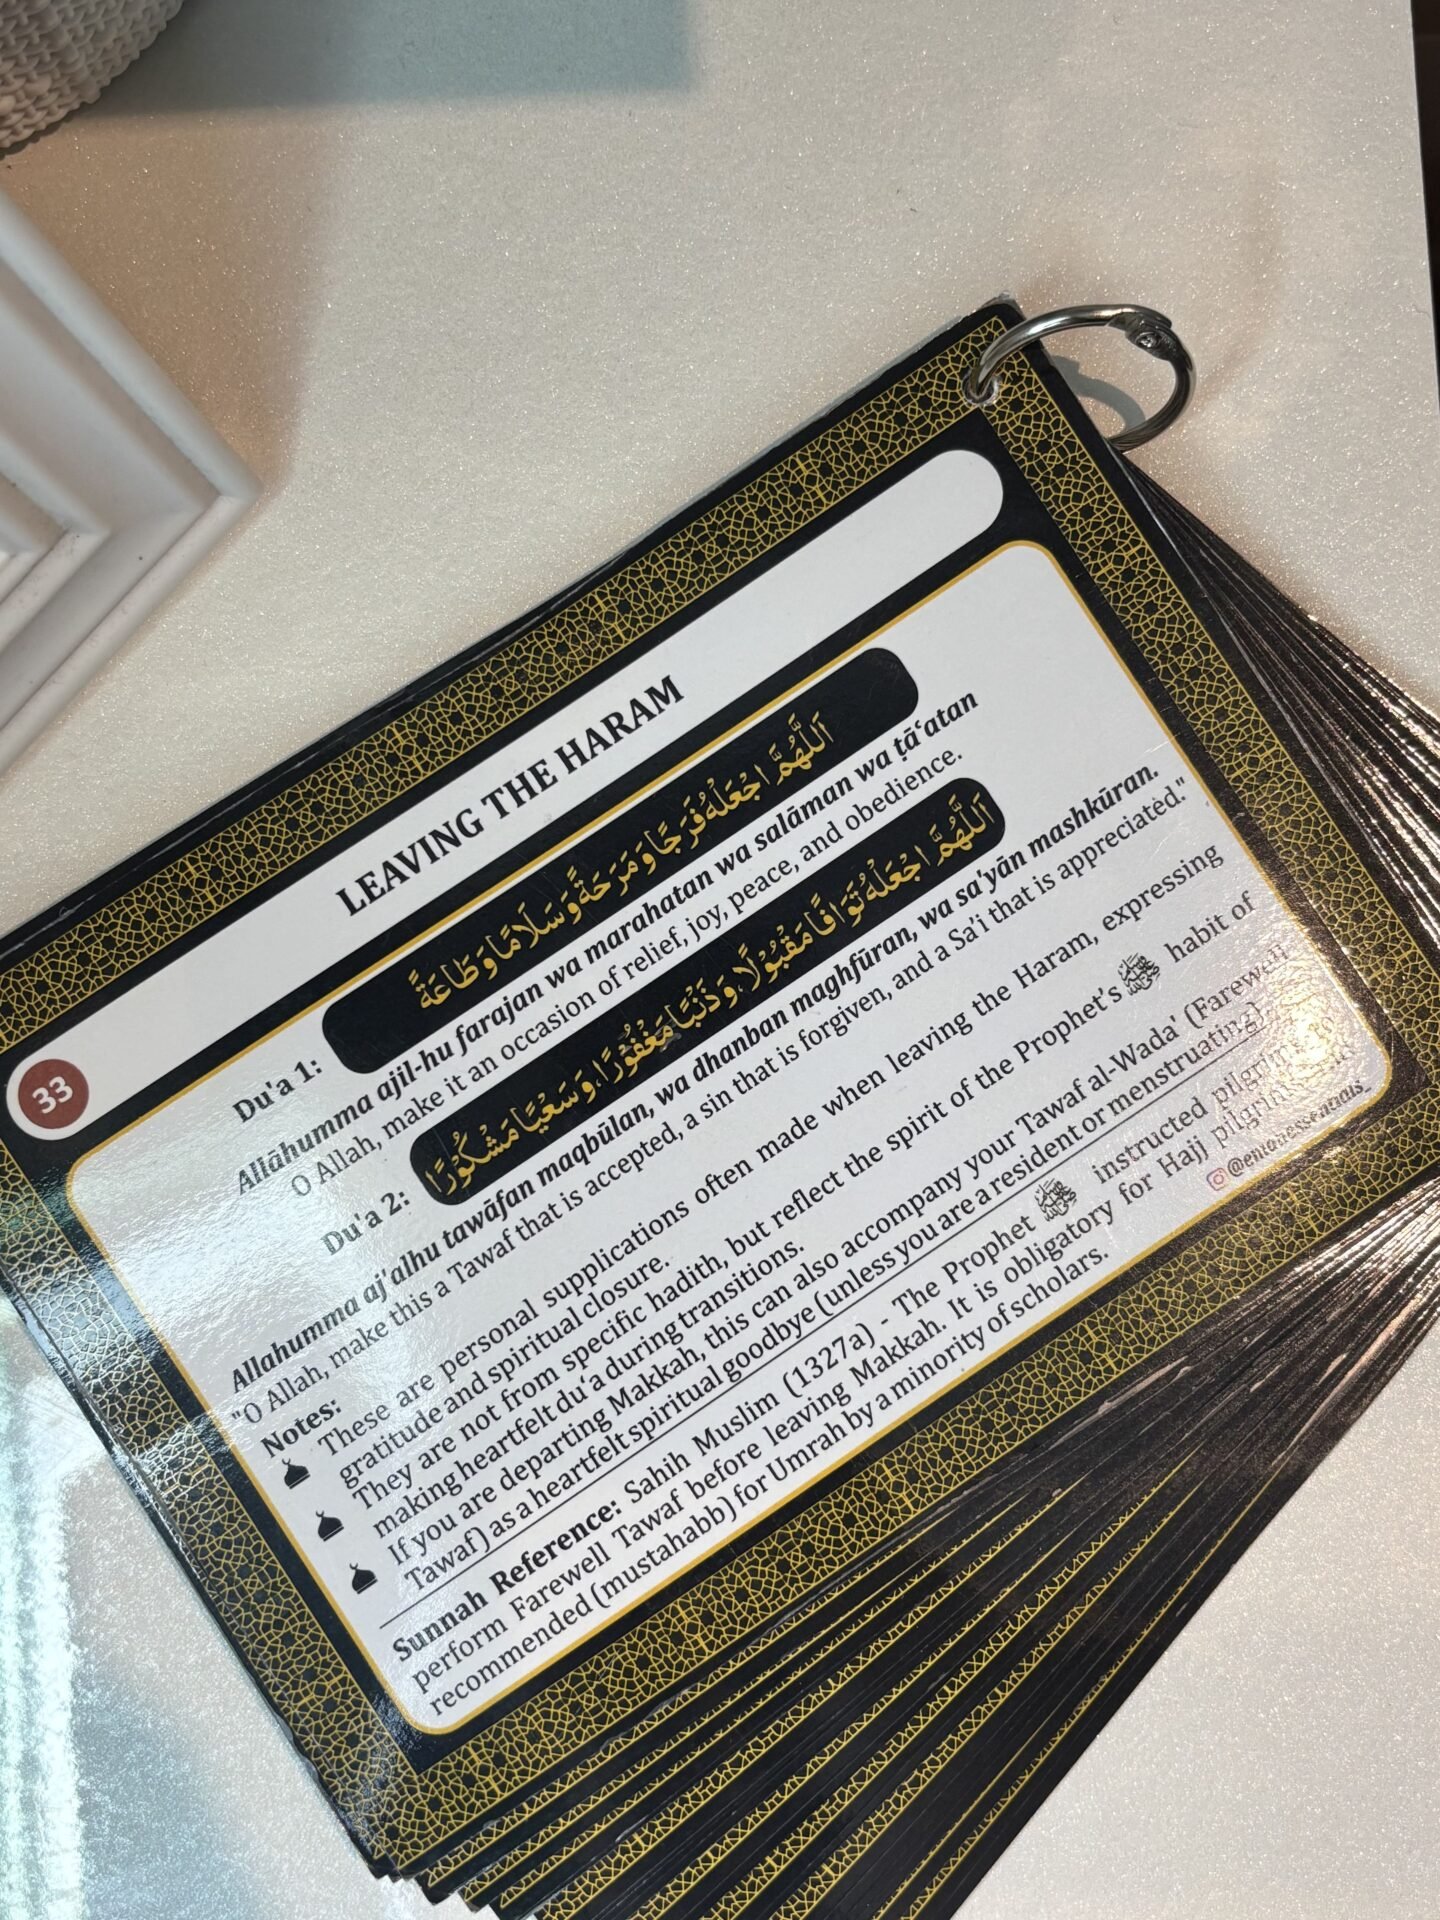 33
LEAVING THE HARAM
Du'a 1:
اَللَّهُمَّ اجْعَلْهُ فَرَجًا وَمَرَحَةً وَسَلَامًا وَطَاعَةً
Allāhumma ajil-hu farajan wa marahatan wa salāman wa ṭā‘atan
O Allah, make it an occasion of relief, joy, peace, and obedience.
Du'a 2:
اَللَّهُمَّ اجْعَلْهُ تَوَافًا مَقْبُولًا، وَذَنْبًا مَغْفُوْرًا، وَسَعْيًا مَشْكُوْرًا
Allahumma aj'alhu tawāfan maqbūlan, wa dhanban maghfūran, wa sa'yān mashkūran.
"O Allah, make this a Tawaf that is accepted, a sin that is forgiven, and a Sa'i that is appreciated."
Notes:
These are personal supplications often made when leaving the Haram, expressing
gratitude and spiritual closure.
They are not from specific hadith, but reflect the spirit of the Prophet's ﷺ habit of
making heartfelt du‘a during transitions.
If you are departing Makkah, this can also accompany your Tawaf al-Wada' (Farewell
Tawaf) as a heartfelt spiritual goodbye (unless you are a resident or menstruating)
Sunnah Reference: Sahih Muslim (1327a) - The Prophet ﷺ instructed pilgrims to
perform Farewell Tawaf before leaving Makkah. It is obligatory for Hajj pilgrims
recommended (mustahabb) for Umrah by a minority of scholars.